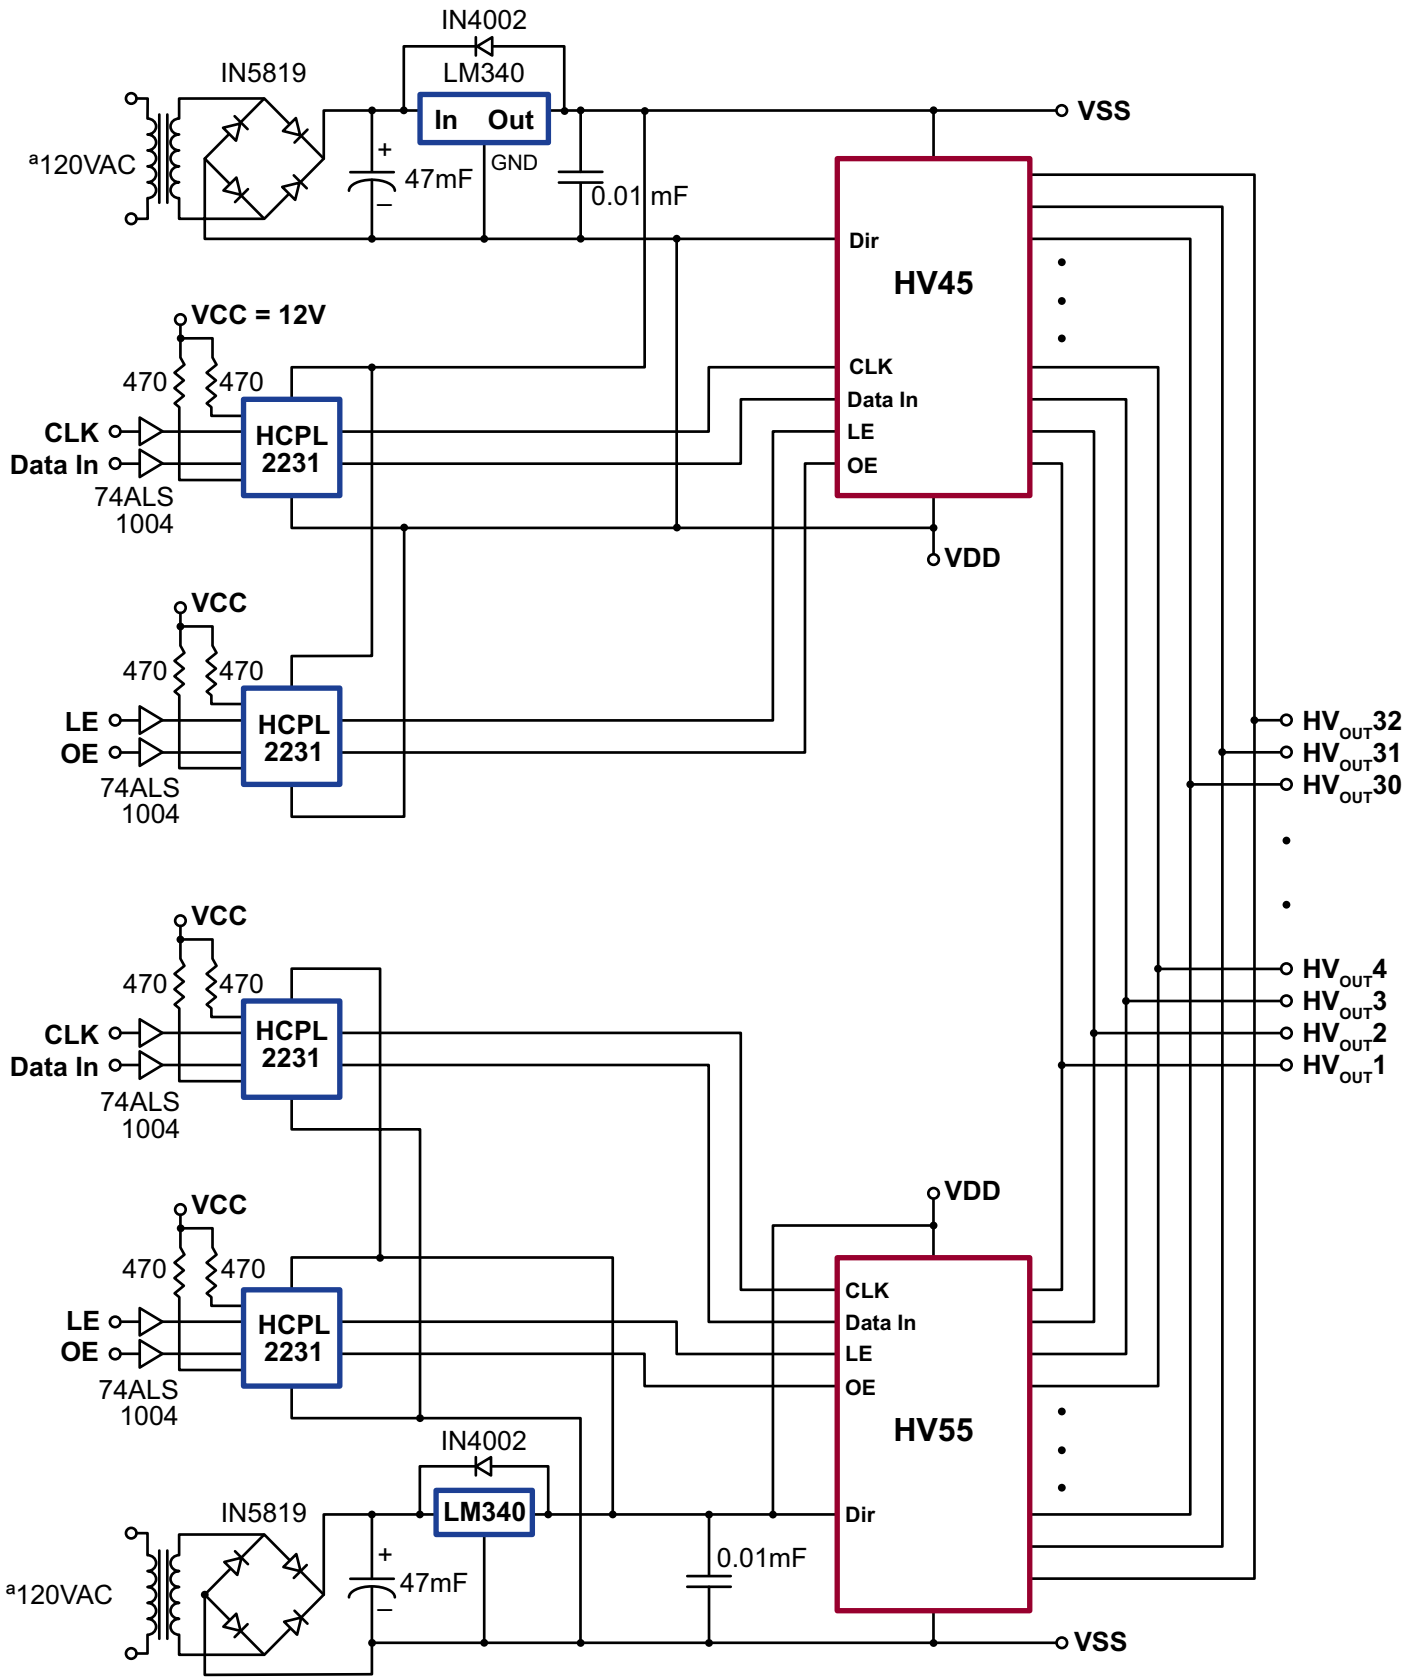 IN4002
IN5819
LM340
In Out
VSS
ª120VAC
GND
+
47mF
–
0.01 mF
Dir
HV45
VCC = 12V
470
470
CLK
Data In
HCPL
2231
74ALS
1004
CLK
Data In
LE
OE
VDD
VCC
470
470
LE
OE
HCPL
2231
74ALS
1004
HVOUT32
HVOUT31
HVOUT30
VCC
470
470
CLK
Data In
HCPL
2231
74ALS
1004
HVOUT4
HVOUT3
HVOUT2
HVOUT1
VCC
470
470
LE
OE
HCPL
2231
74ALS
1004
VDD
CLK
Data In
LE
OE
HV55
Dir
IN4002
LM340
IN5819
ª120VAC
+
47mF
–
0.01mF
VSS